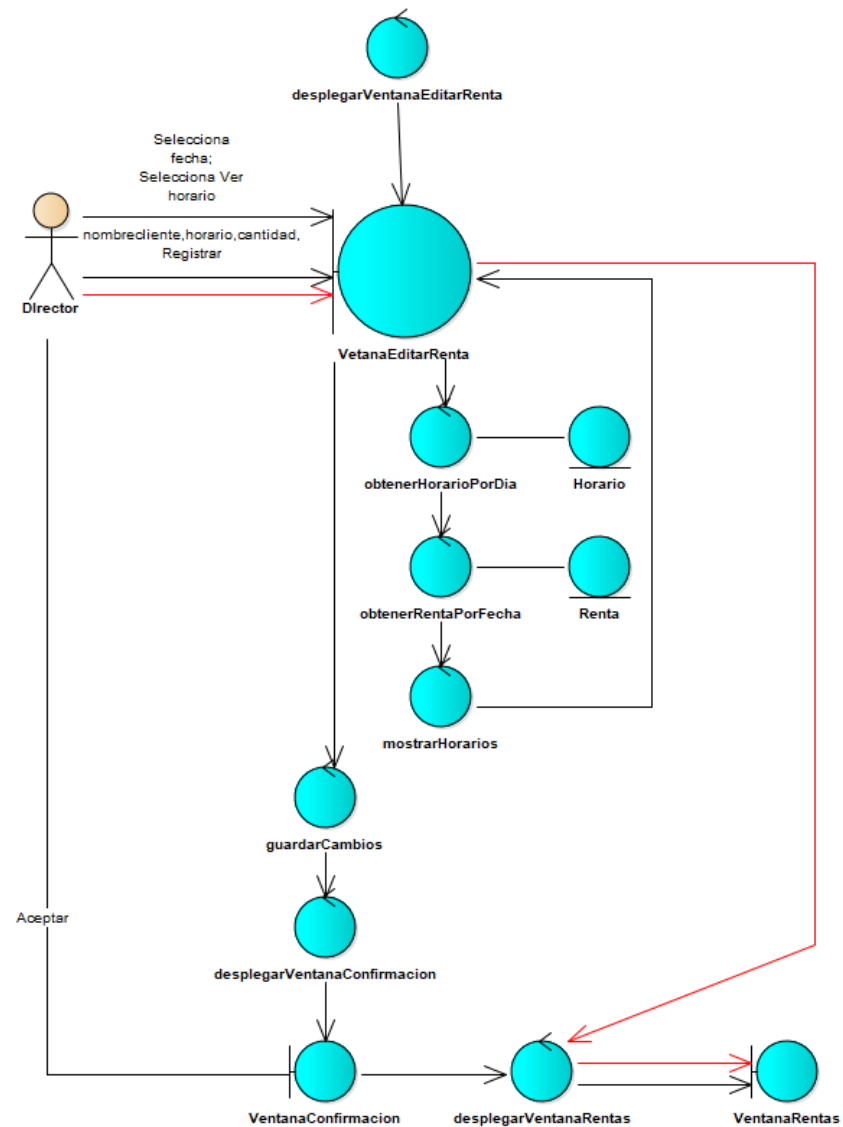 desplegarVentanaEditarRenta
Selecciona
fecha;
Selecciona Ver
horario
nombrecliente,horario,cantidad,
Registrar
DIrector
VetanaEditarRenta
obtenerHorarioPorDia
Horario
obtenerRentaPorFecha
Renta
mostrarHorarios
guardarCambios
Aceptar
desplegarVentanaConfirmacion
VentanaConfirmacion
desplegarVentanaRentas
VentanaRentas